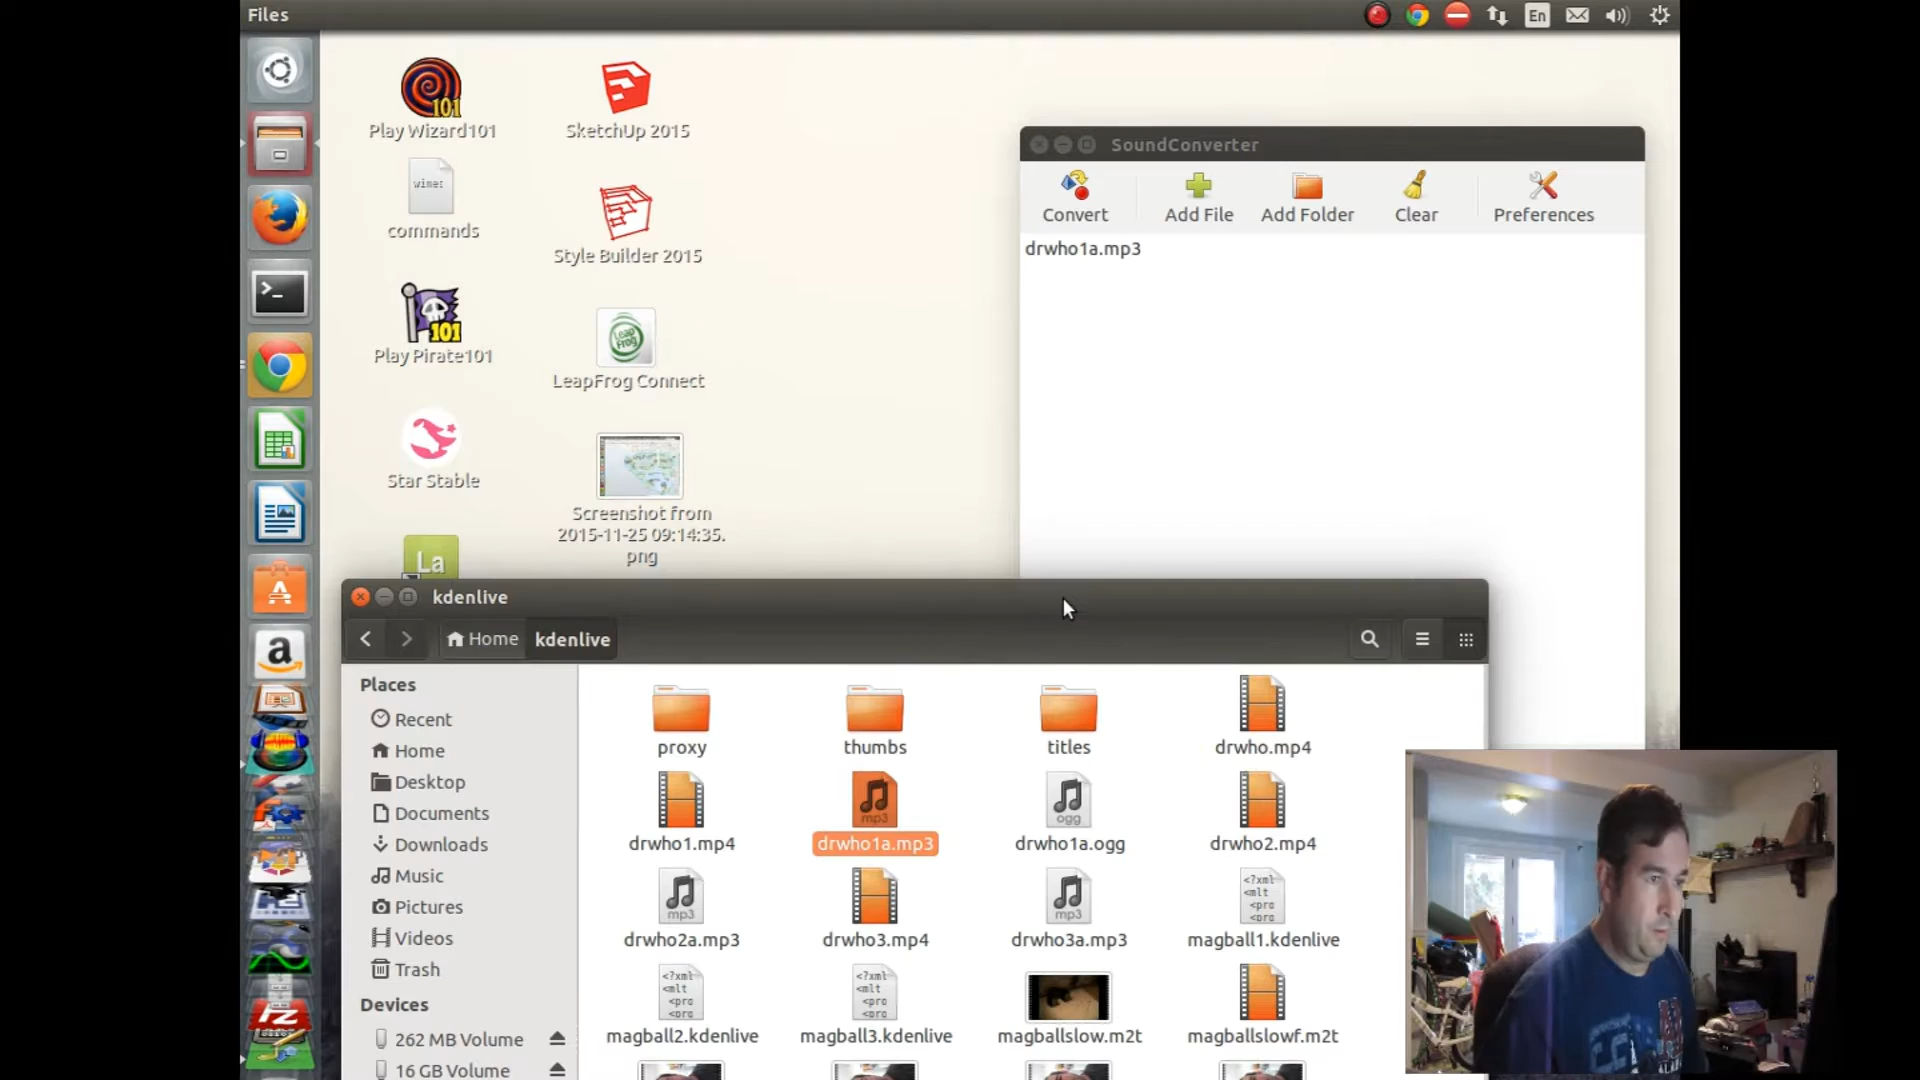 Files
En
Play Wizard101
SketchUp 2015
commands
Style Builder 2015
Play Pirate101
LeapFrog Connect
Star Stable
Screenshot from
2015-11-25 09:14:35.
png
La
SoundConverter
Convert
Add File
Add Folder
Clear
Preferences
drwho1a.mp3
kdenlive
Home
kdenlive
Places
Recent
Home
Desktop
Documents
Downloads
Music
Pictures
Videos
Trash
Devices
262 MB Volume
16 GB Volume
proxy
thumbs
titles
drwho.mp4
drwho1.mp4
mp3
drwho1a.mp3
ogg
drwho1a.ogg
drwho2.mp4
mp3
drwho2a.mp3
drwho3.mp4
mp3
drwho3a.mp3
<?xml
<mlt
<pro
magball1.kdenlive
<?xml
<mlt
<pro
magball2.kdenlive
<?xml
<mlt
<pro
magball3.kdenlive
magballslow.m2t
magballslowf.m2t